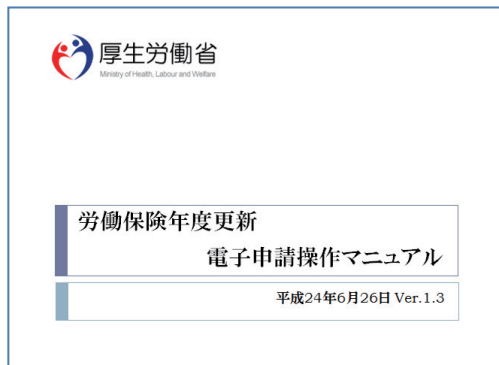 厚生労働省
Ministry of Health, Labour and Welfare
労働保険年度更新
電子申請操作マニュアル
平成24年6月26日 Ver.1.3